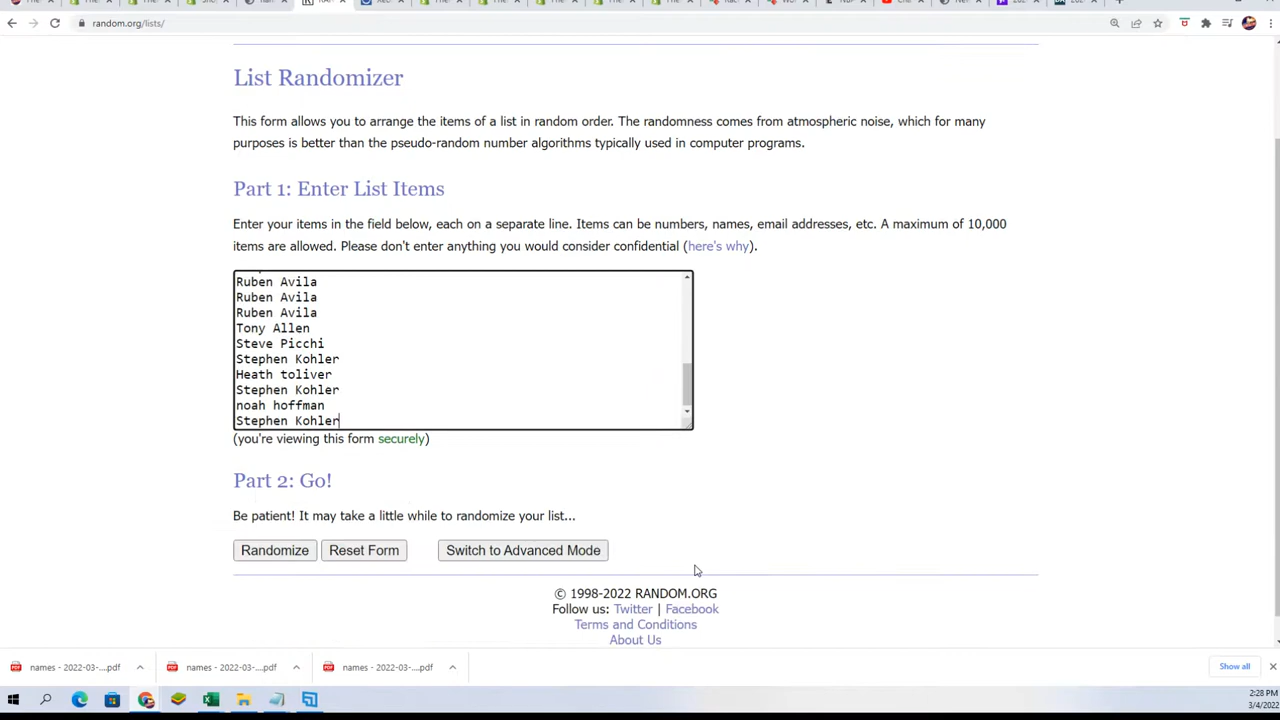 random.org/lists/
List Randomizer
This form allows you to arrange the items of a list in random order. The randomness comes from atmospheric noise, which for many
purposes is better than the pseudo-random number algorithms typically used in computer programs.
Part 1: Enter List Items
Enter your items in the field below, each on a separate line. Items can be numbers, names, email addresses, etc. A maximum of 10,000
items are allowed. Please don't enter anything you would consider confidential (here's why).
Ruben Avila
Ruben Avila
Ruben Avila
Tony Allen
Steve Picchi
Stephen Kohler
Heath toliver
Stephen Kohler
noah hoffman
Stephen Kohler
(you're viewing this form securely)
Part 2: Go!
Be patient! It may take a little while to randomize your list...
Randomize Reset Form Switch to Advanced Mode
© 1998-2022 RANDOM.ORG
Follow us: Twitter | Facebook
Terms and Conditions
About Us
names - 2022-03-....pdf names - 2022-03-....pdf names - 2022-03-....pdf Show all
2:28 PM
3/4/2022